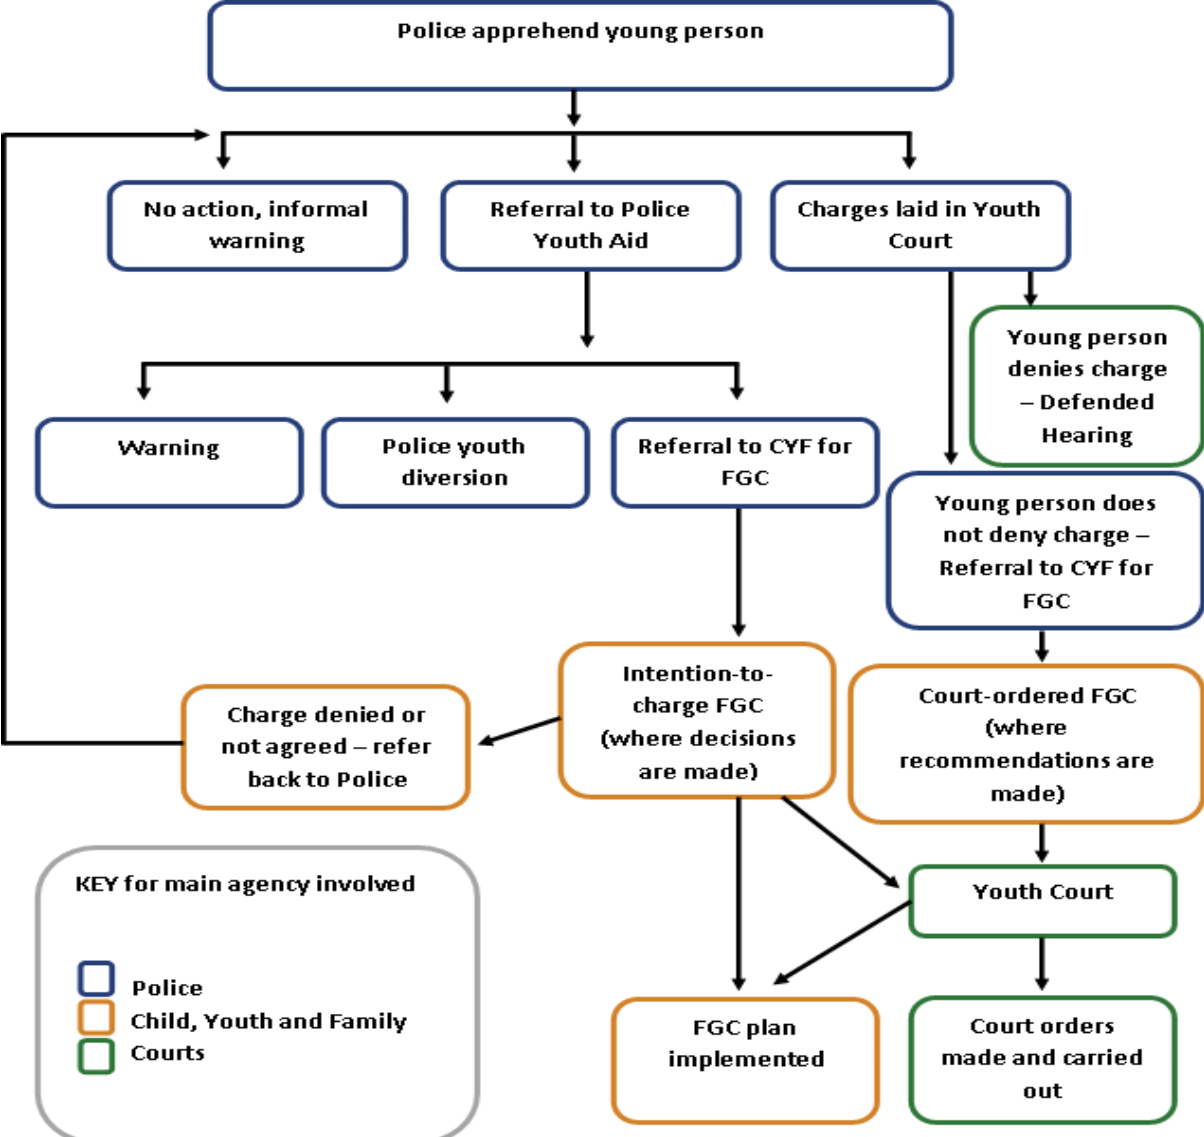 Police apprehend young person
No action, informal
warning
Referral to Police
Youth Aid
Charges laid in Youth
Court
Young person
denies charge
– Defended
Hearing
Warning
Police youth
diversion
Referral to CYF for
FGC
Young person does
not deny charge –
Referral to CYF for
FGC
Intention-to-
charge FGC
(where decisions
are made)
Court-ordered FGC
(where
recommendations are
made)
Charge denied or
not agreed – refer
back to Police
KEY for main agency involved
Police
Child, Youth and Family
Courts
Youth Court
FGC plan
implemented
Court orders
made and carried
out